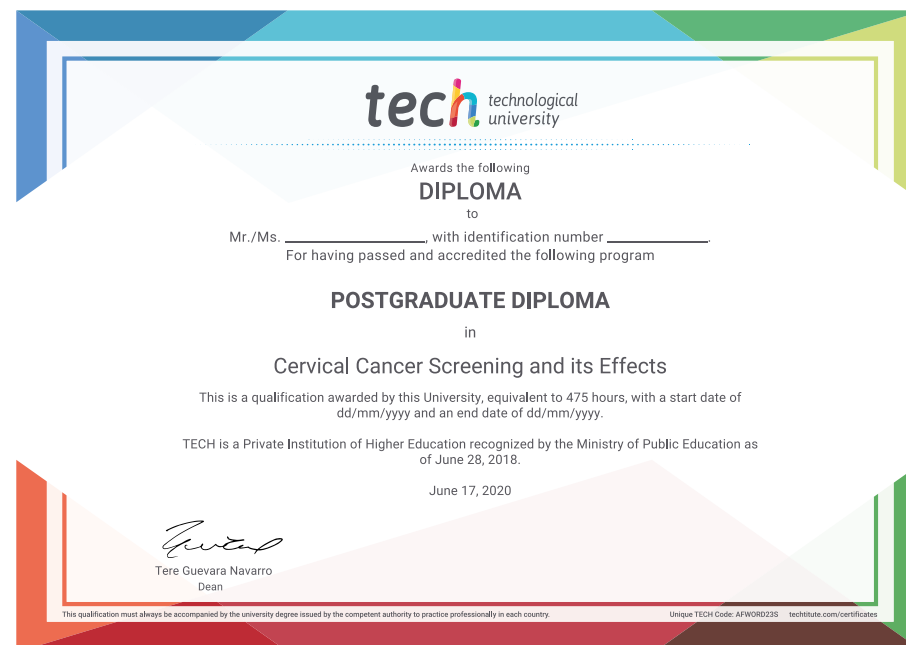 tech technological
university
Awards the following
DIPLOMA
to
Mr./Ms. ____________________, with identification number _______________.
For having passed and accredited the following program
POSTGRADUATE DIPLOMA
in
Cervical Cancer Screening and its Effects
This is a qualification awarded by this University, equivalent to 475 hours, with a start date of
dd/mm/yyyy and an end date of dd/mm/yyyy.
TECH is a Private Institution of Higher Education recognized by the Ministry of Public Education as
of June 28, 2018.
June 17, 2020
Tere Guevara Navarro
Dean
This qualification must always be accompanied by the university degree issued by the competent authority to practice professionally in each country.
Unique TECH Code: AFWORD23S techtitute.com/certificates